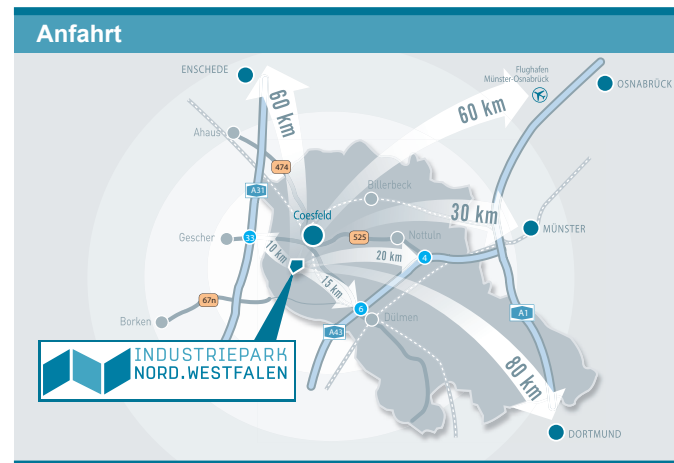 Anfahrt
ENSCHEDE
Flughafen
Münster-Osnabrück
OSNABRÜCK
60 km
60 km
Ahaus
474
A31
Billerbeck
Coesfeld
30 km
MÜNSTER
Gescher
33
525
Nottuln
10 km
20 km
4
15 km
67n
6
Borken
Dülmen
A43
A1
INDUSTRIEPARK
NORD.WESTFALEN
80 km
DORTMUND